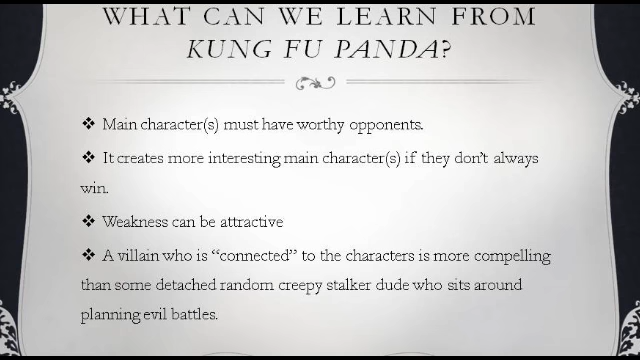 WHAT CAN WE LEARN FROM
KUNG FU PANDA?
❖ Main character(s) must have worthy opponents.
❖ It creates more interesting main character(s) if they don't always
win.
❖ Weakness can be attractive
❖ A villain who is “connected” to the characters is more compelling
than some detached random creepy stalker dude who sits around
planning evil battles.